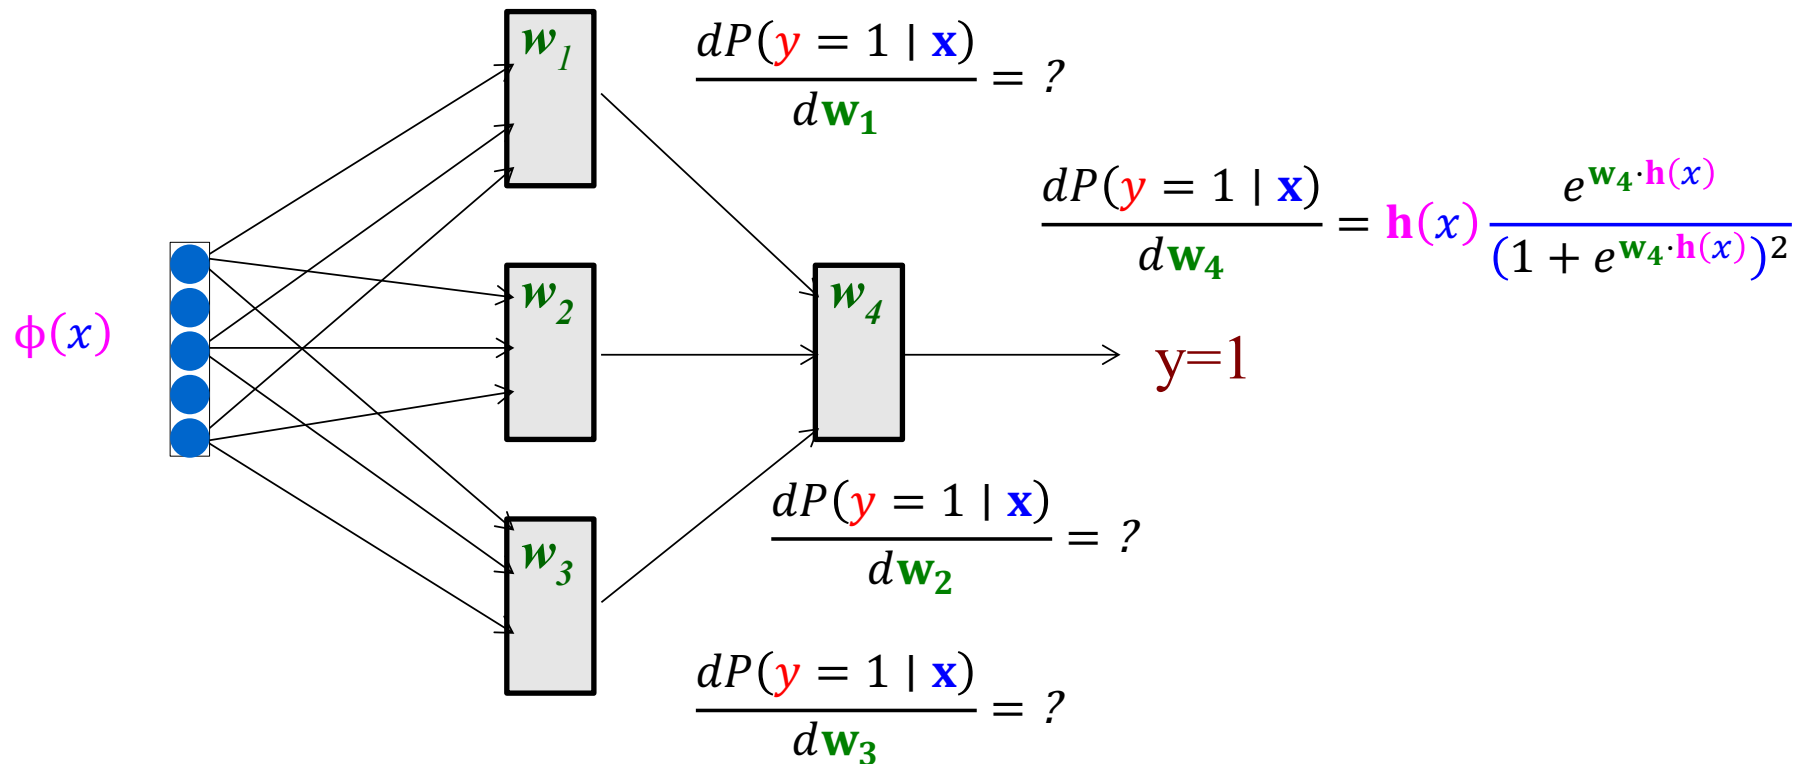 w₁
dP(y = 1 | x) / dw₁ = ?
dP(y = 1 | x) / dw₄ = h(x) e^{w₄·h(x)} / (1 + e^{w₄·h(x)})²
w₂
w₄
ϕ(x)
y=1
dP(y = 1 | x) / dw₂ = ?
w₃
dP(y = 1 | x) / dw₃ = ?